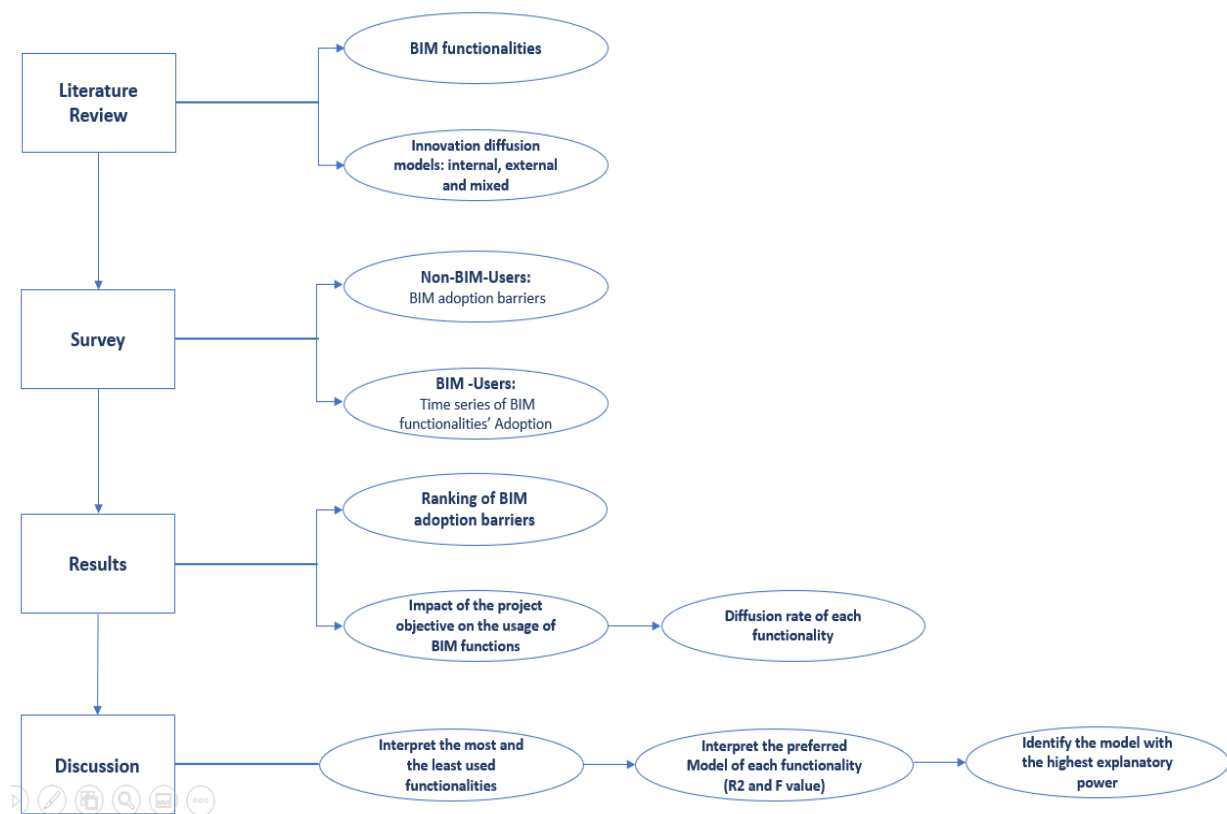 Literature
Review
BIM functionalities
Innovation diffusion
models: internal, external
and mixed
Survey
Non-BIM-Users:
BIM adoption barriers
BIM -Users:
Time series of BIM
functionalities’ Adoption
Results
Ranking of BIM
adoption barriers
Impact of the project
objective on the usage of
BIM functions
Diffusion rate of each
functionality
Discussion
Interpret the most and
the least used
functionalities
Interpret the preferred
Model of each functionality
(R2 and F value)
Identify the model with
the highest explanatory
power